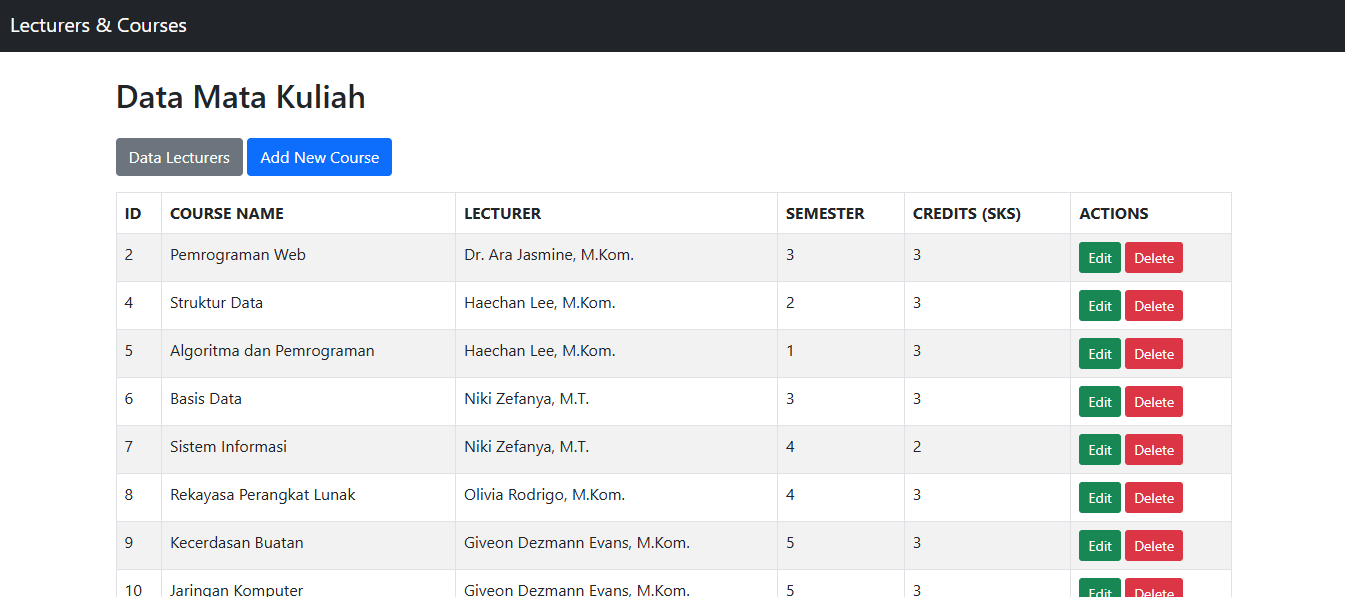 Lecturers & Courses
Data Mata Kuliah
Data Lecturers Add New Course
ID COURSE NAME LECTURER SEMESTER CREDITS (SKS) ACTIONS
2 Pemrograman Web Dr. Ara Jasmine, M.Kom. 3 3 Edit Delete
4 Struktur Data Haechan Lee, M.Kom. 2 3 Edit Delete
5 Algoritma dan Pemrograman Haechan Lee, M.Kom. 1 3 Edit Delete
6 Basis Data Niki Zefanya, M.T. 3 3 Edit Delete
7 Sistem Informasi Niki Zefanya, M.T. 4 2 Edit Delete
8 Rekayasa Perangkat Lunak Olivia Rodrigo, M.Kom. 4 3 Edit Delete
9 Kecerdasan Buatan Giveon Dezmann Evans, M.Kom. 5 3 Edit Delete
10 Jaringan Komputer Giveon Dezmann Evans, M.Kom. 5 3 Edit Delete